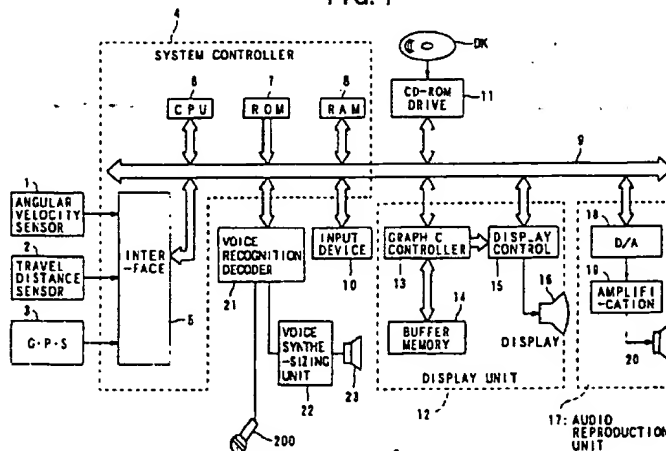 FIG. 1
4
SYSTEM CONTROLLER
DK
6
CPU
7
ROM
8
RAM
CD-ROM
DRIVE
11
9
1
ANGULAR
VELOCITY
SENSOR
2
TRAVEL
DISTANCE
SENSOR
3
G·P·S
INTER
-FACE
5
VOICE
RECOGNITION
DECODER
21
INPUT
DEVICE
10
GRAPH C
CONTROLLER
13
DISPLAY
CONTROL
15
18
D/A
19
AMPLIFI
-CATION
20
14
BUFFER
MEMORY
16
DISPLAY
VOICE
SYNTHE
-SIZING
UNIT
22
23
DISPLAY UNIT
12
17: AUDIO
REPRODUCTION
UNIT
200